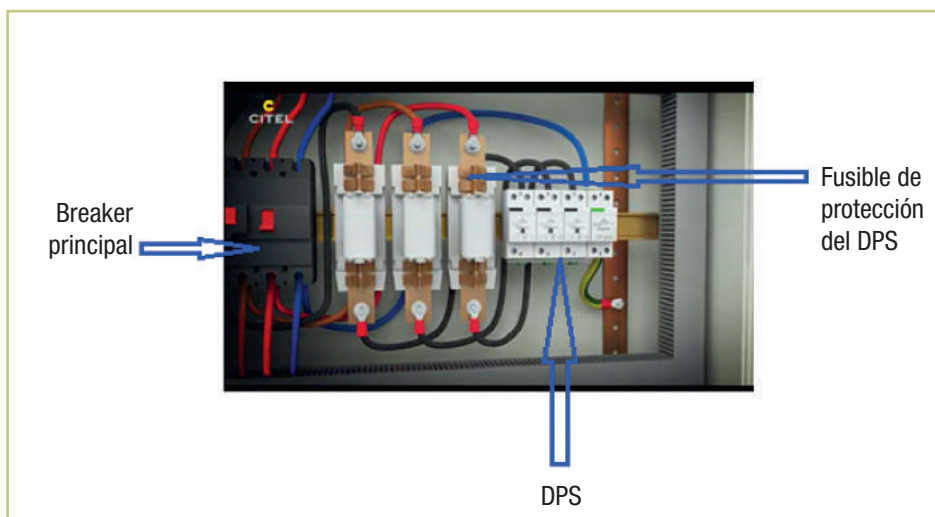 CITEL
Breaker
principal
Fusible de
protección
del DPS
DPS